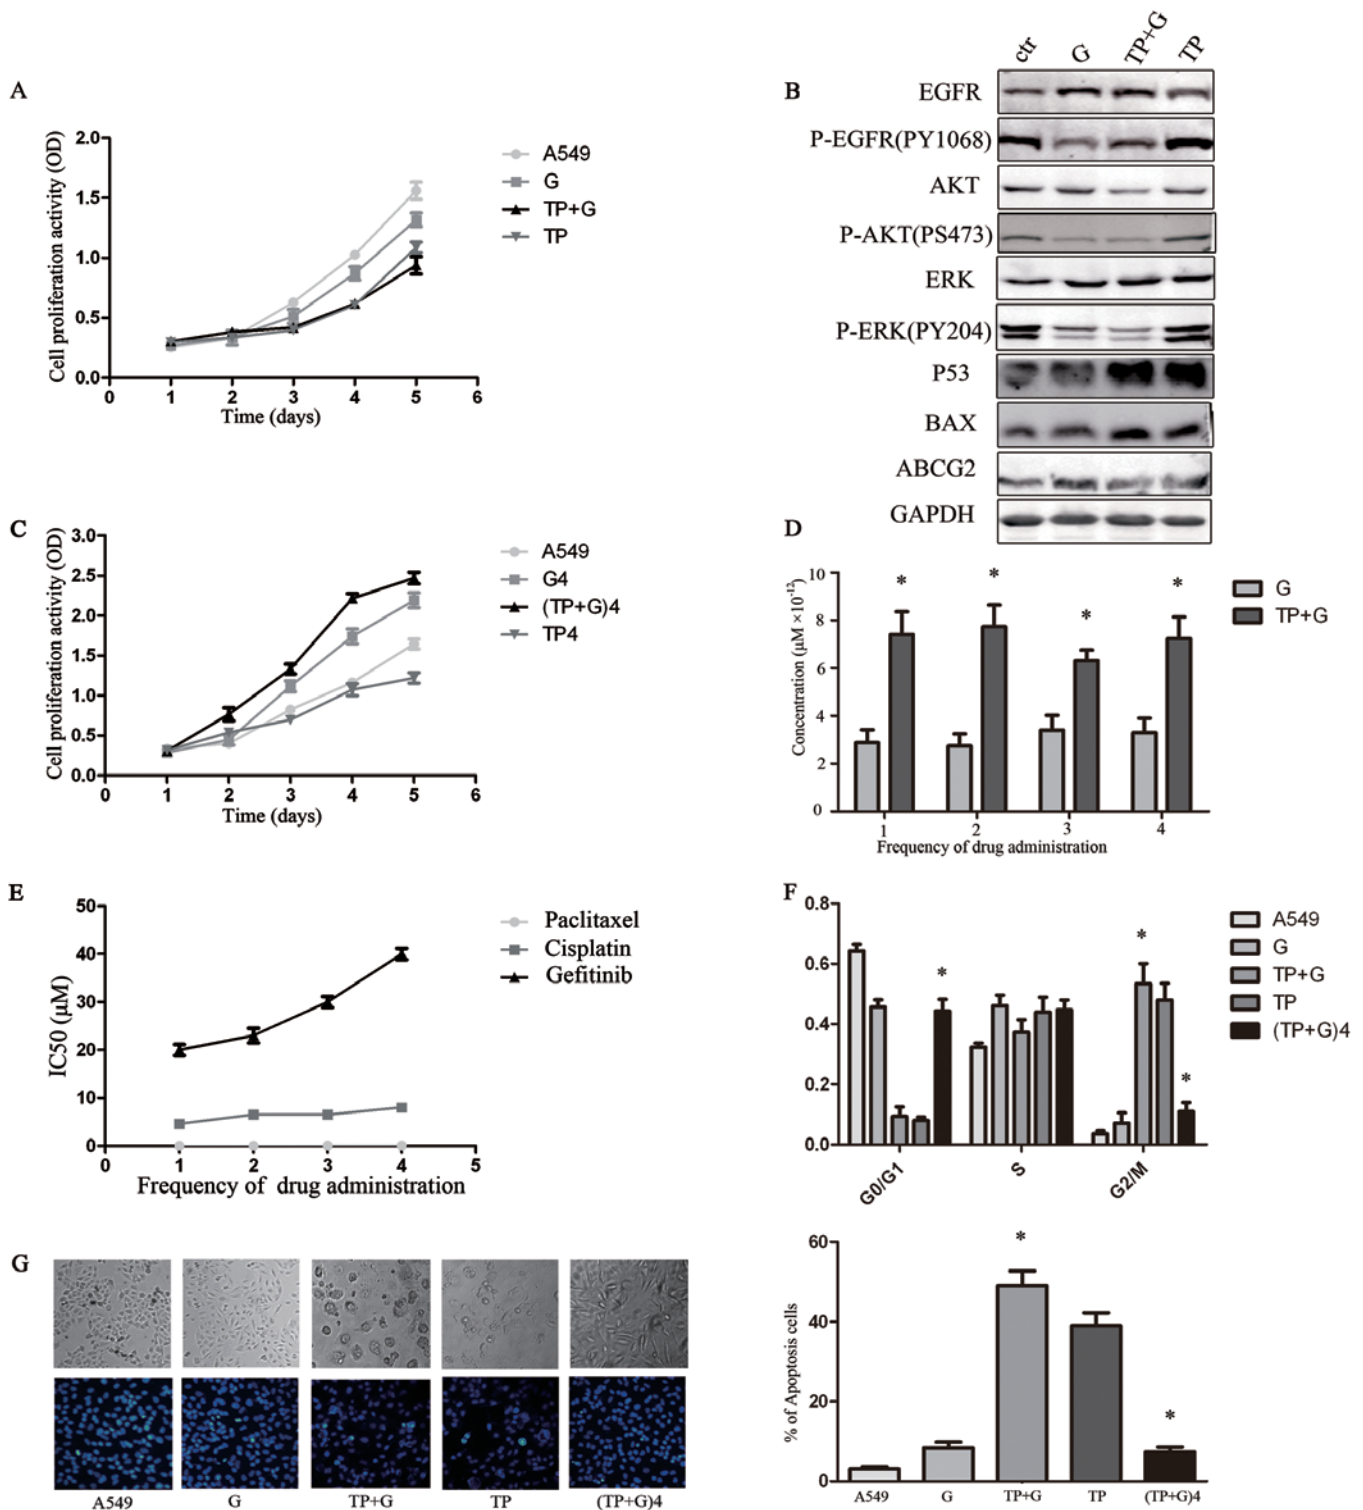 A
Cell proliferation activity (OD)
2.0
1.5
1.0
0.5
0.0
0 1 2 3 4 5 6
Time (days)
A549
G
TP+G
TP
B
ctr G TP+G TP
EGFR
P-EGFR(PY1068)
AKT
P-AKT(PS473)
ERK
P-ERK(PY204)
P53
BAX
ABCG2
GAPDH
C
Cell proliferation activity (OD)
3.0
2.5
2.0
1.5
1.0
0.5
0.0
0 1 2 3 4 5 6
Time (days)
A549
G4
(TP+G)4
TP4
D
Concentration (μM ×10⁻¹²)
10
8
6
4
2
0
* * * *
1 2 3 4
Frequency of drug administration
G
TP+G
E
IC50 (μM)
50
40
30
20
10
0
0 1 2 3 4 5
Frequency of drug administration
Paclitaxel
Cisplatin
Gefitinib
F
0.8
0.6
0.4
0.2
0.0
* * *
G0/G1 S G2/M
A549
G
TP+G
TP
(TP+G)4
G
A549 G TP+G TP (TP+G)4
% of Apoptosis cells
60
40
20
0
* *
A549 G TP+G TP (TP+G)4